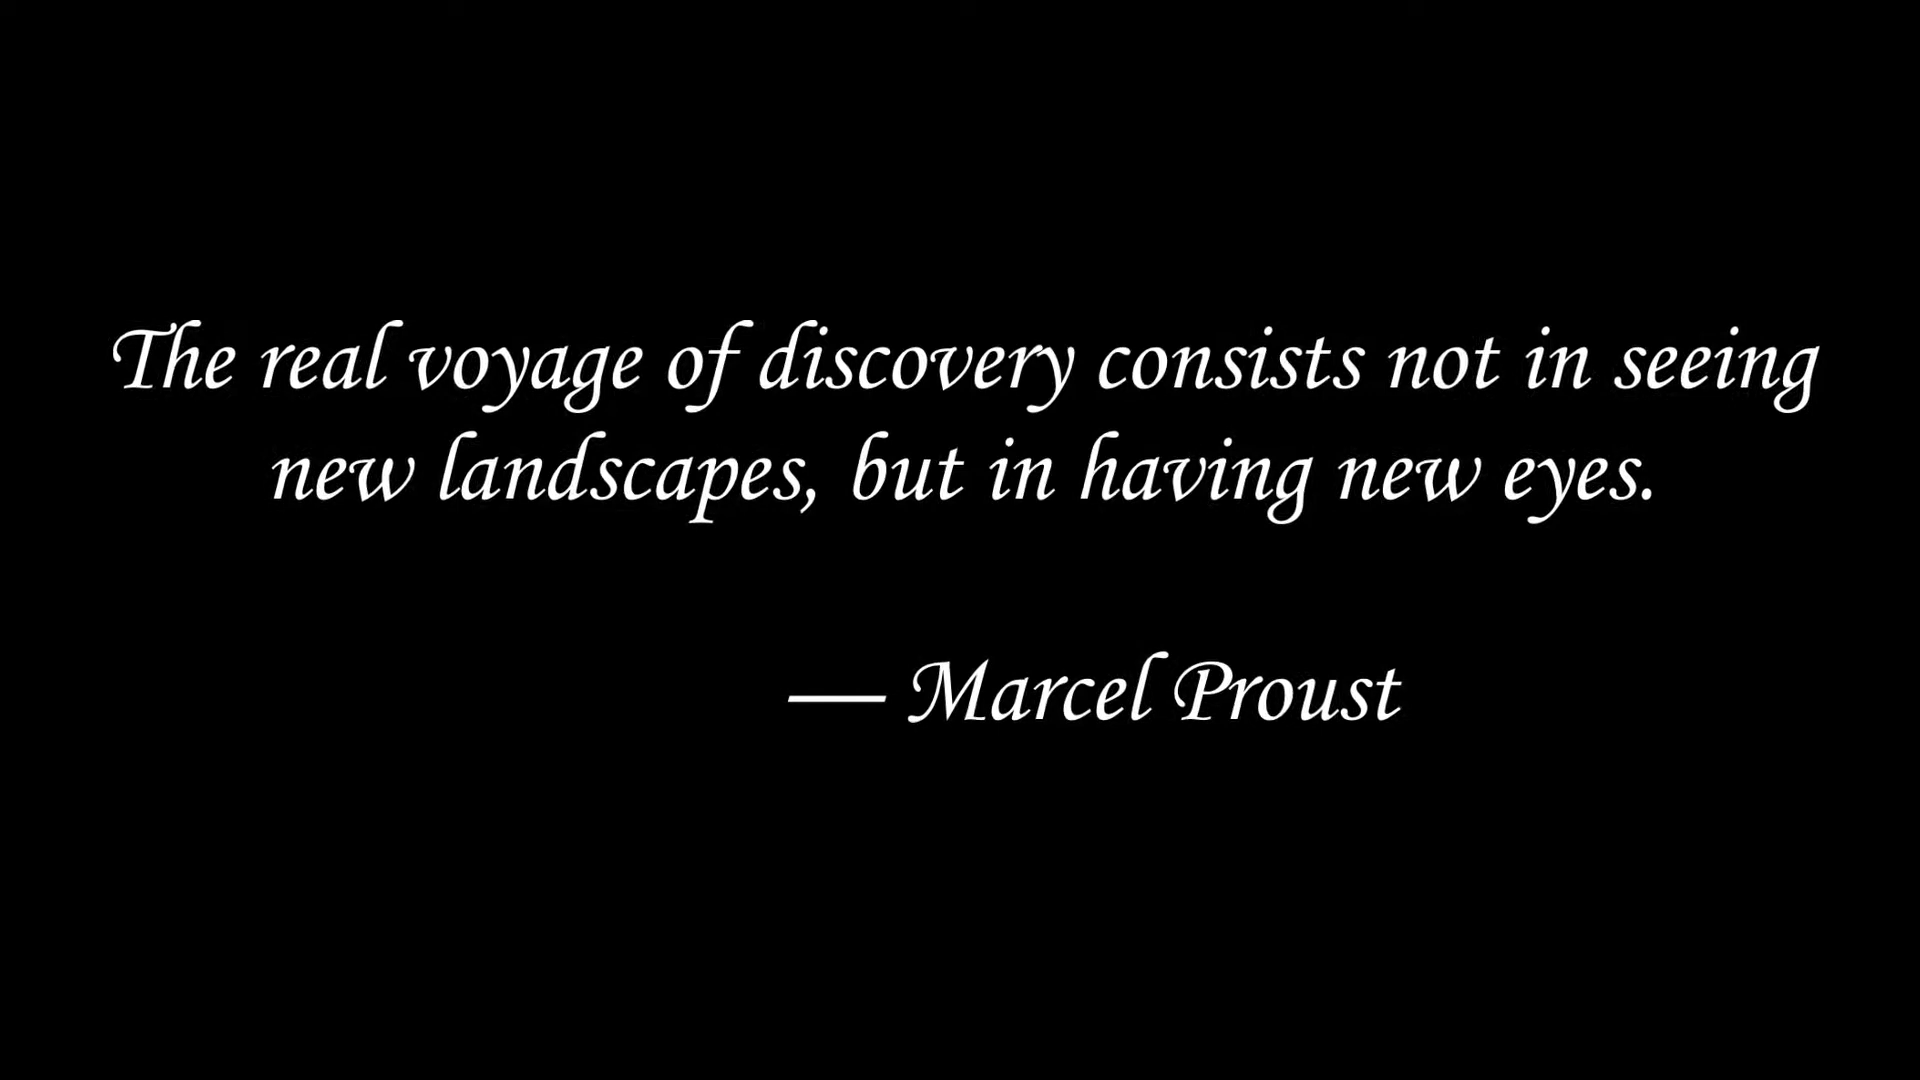 The real voyage of discovery consists not in seeing
new landscapes, but in having new eyes.
— Marcel Proust